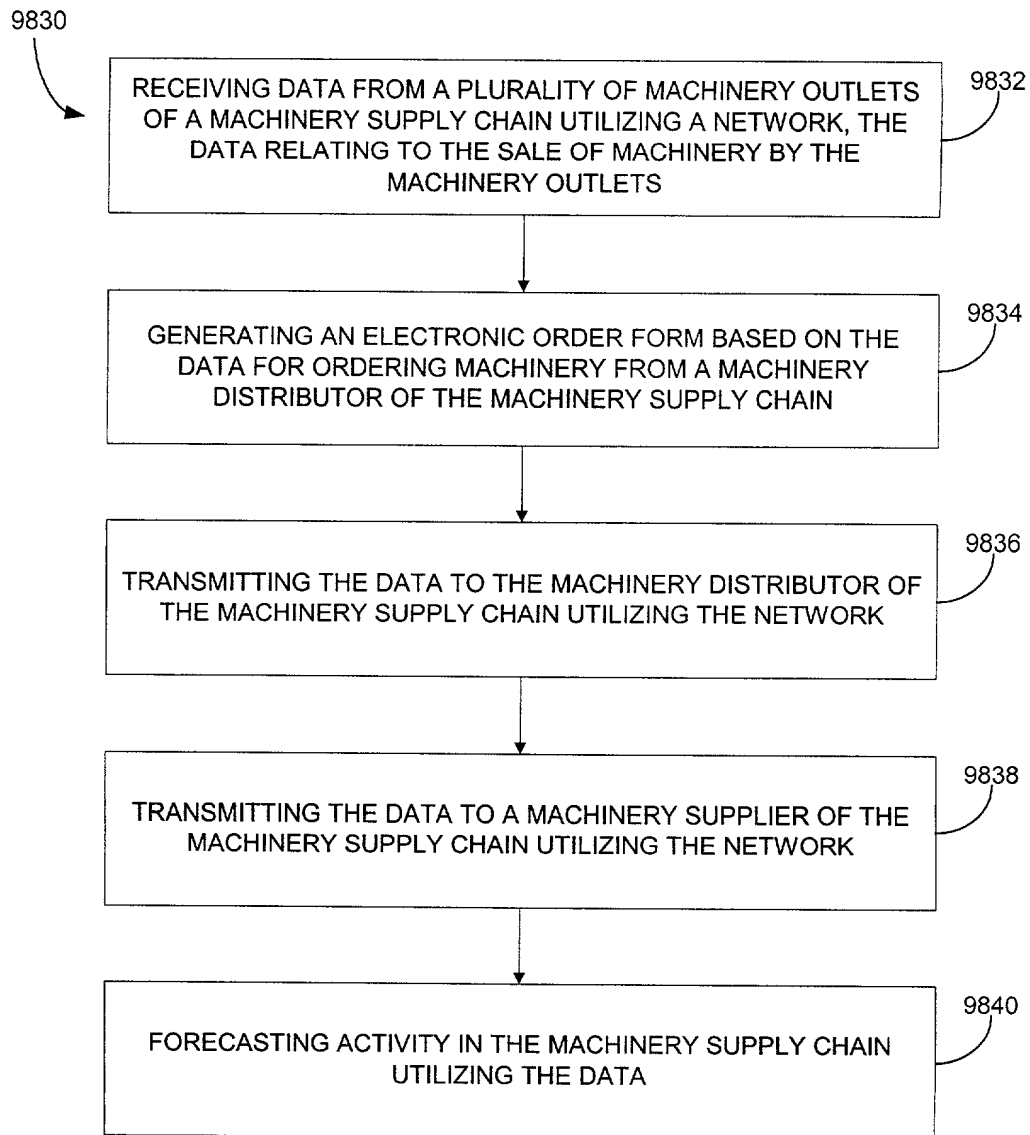 9830
RECEIVING DATA FROM A PLURALITY OF MACHINERY OUTLETS
OF A MACHINERY SUPPLY CHAIN UTILIZING A NETWORK, THE
DATA RELATING TO THE SALE OF MACHINERY BY THE
MACHINERY OUTLETS
9832
GENERATING AN ELECTRONIC ORDER FORM BASED ON THE
DATA FOR ORDERING MACHINERY FROM A MACHINERY
DISTRIBUTOR OF THE MACHINERY SUPPLY CHAIN
9834
TRANSMITTING THE DATA TO THE MACHINERY DISTRIBUTOR OF
THE MACHINERY SUPPLY CHAIN UTILIZING THE NETWORK
9836
TRANSMITTING THE DATA TO A MACHINERY SUPPLIER OF THE
MACHINERY SUPPLY CHAIN UTILIZING THE NETWORK
9838
FORECASTING ACTIVITY IN THE MACHINERY SUPPLY CHAIN
UTILIZING THE DATA
9840